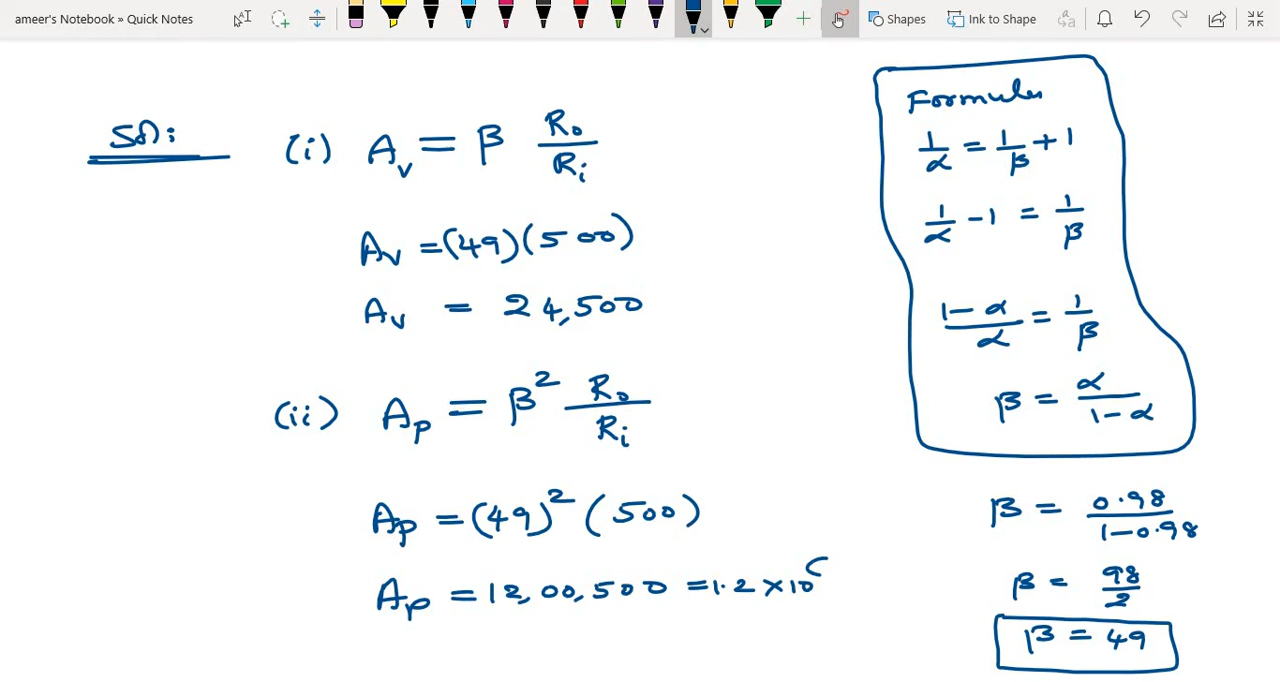 ameer's Notebook » Quick Notes
Shapes
Ink to Shape
Sol:
(i) Av = β Ro/Ri
Av = (49)(500)
Av = 24,500
(ii) Ap = β² Ro/Ri
Ap = (49)² (500)
Ap = 12,00,500 = 1.2 × 10
Formula
1/α = 1/β + 1
1/α - 1 = 1/β
1-α/α = 1/β
β = α/1-α
β = 0.98/1-0.98
β = 98/2
β = 49